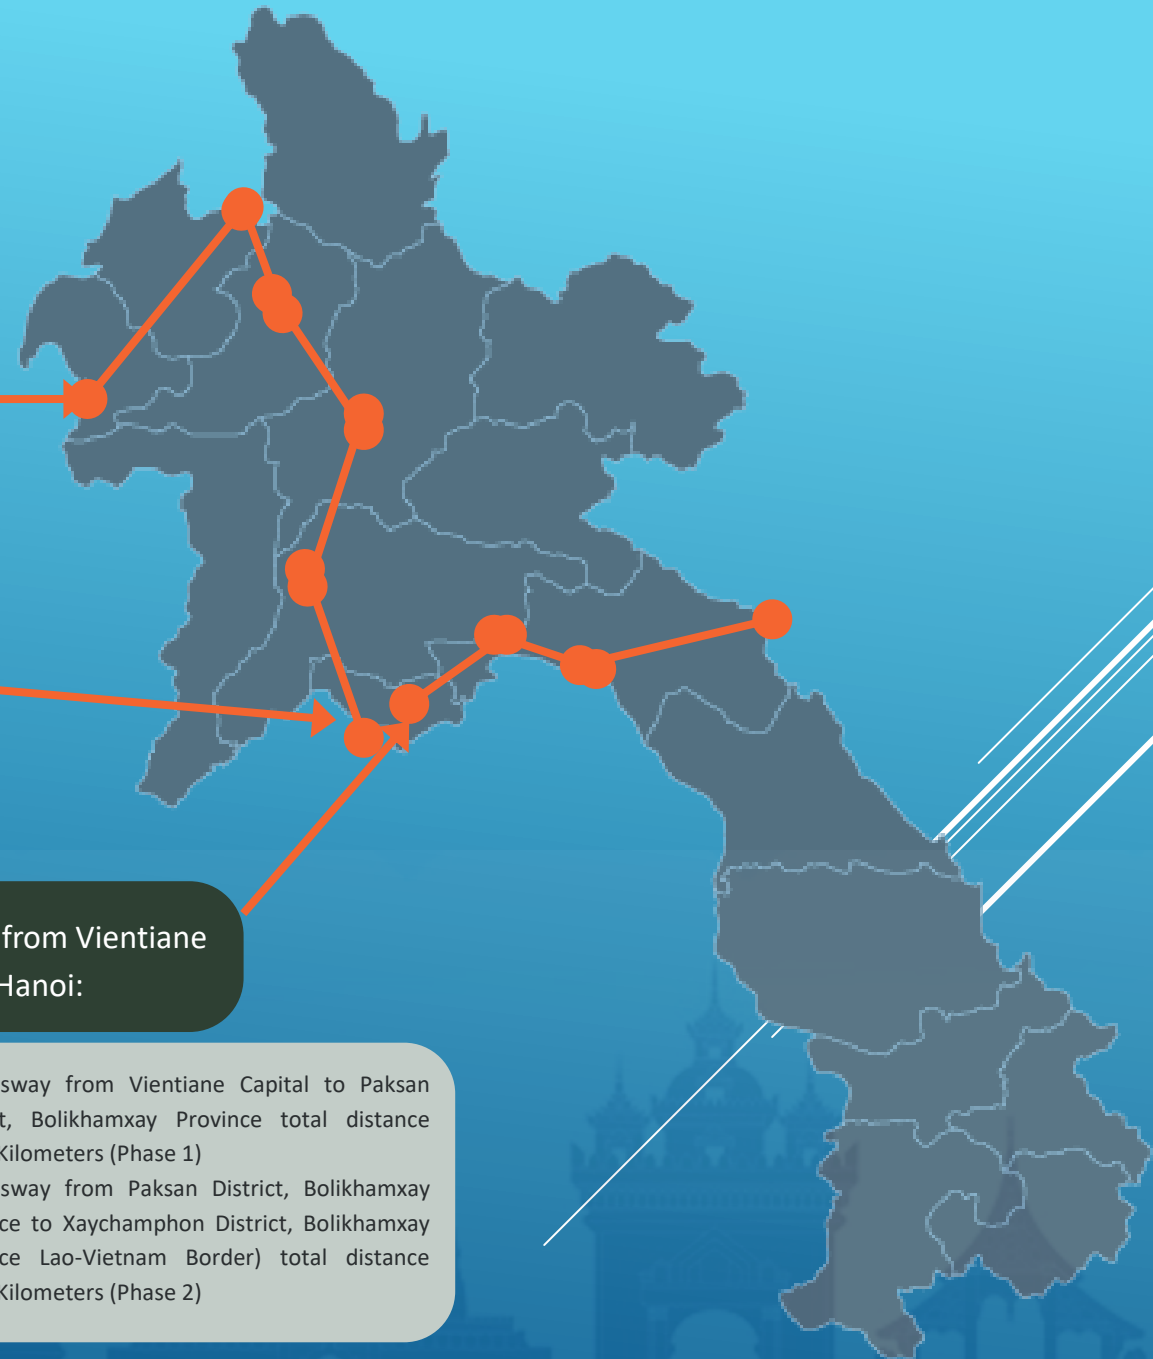 from Vientiane
Hanoi:
sway from Vientiane Capital to Paksan
t, Bolikhamxay Province total distance
Kilometers (Phase 1)
sway from Paksan District, Bolikhamxay
ce to Xaychamphon District, Bolikhamxay
ce Lao-Vietnam Border) total distance
Kilometers (Phase 2)